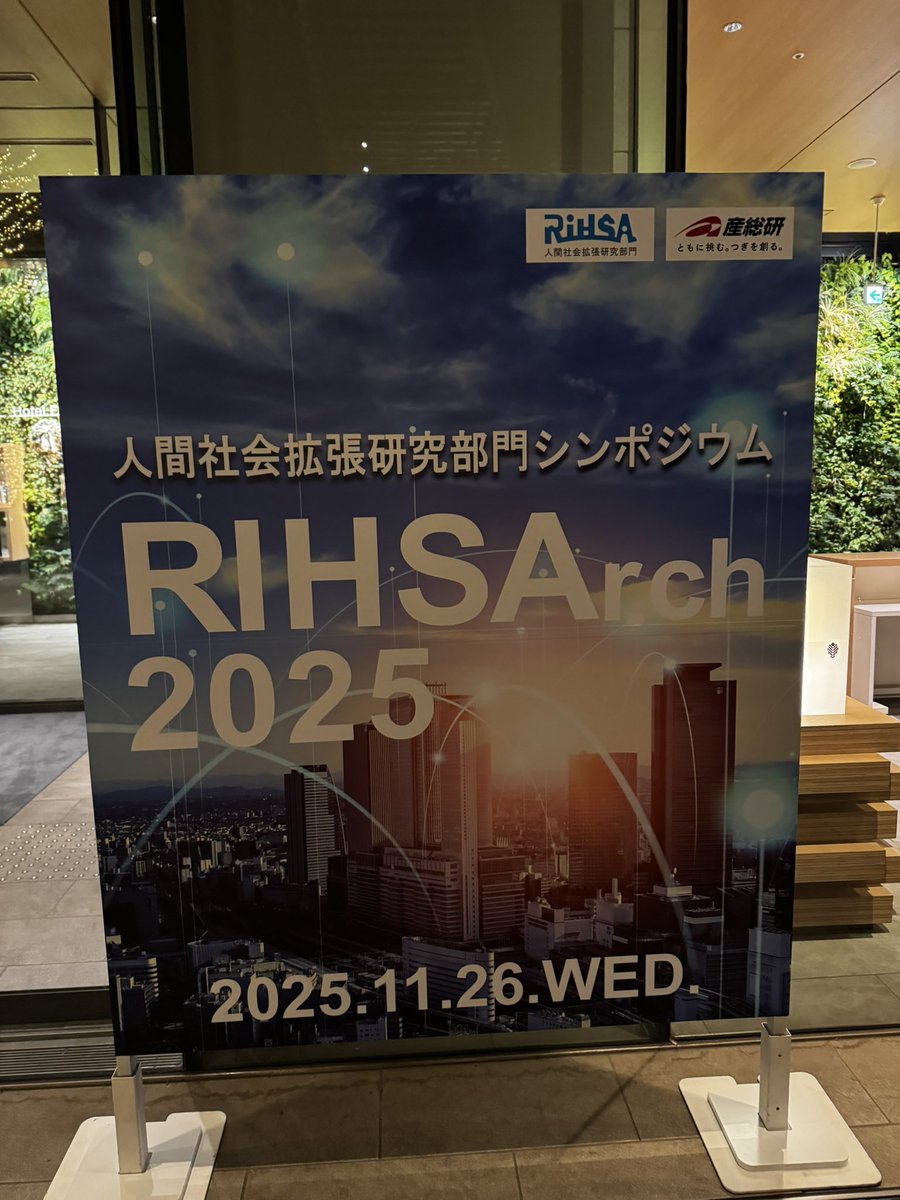 RiHSA
人間社会拡張研究部門
産総研
ともに挑む。つぎを創る。
人間社会拡張研究部門シンポジウム
RIHSArch
2025
2025.11.26.WED.
Hotel